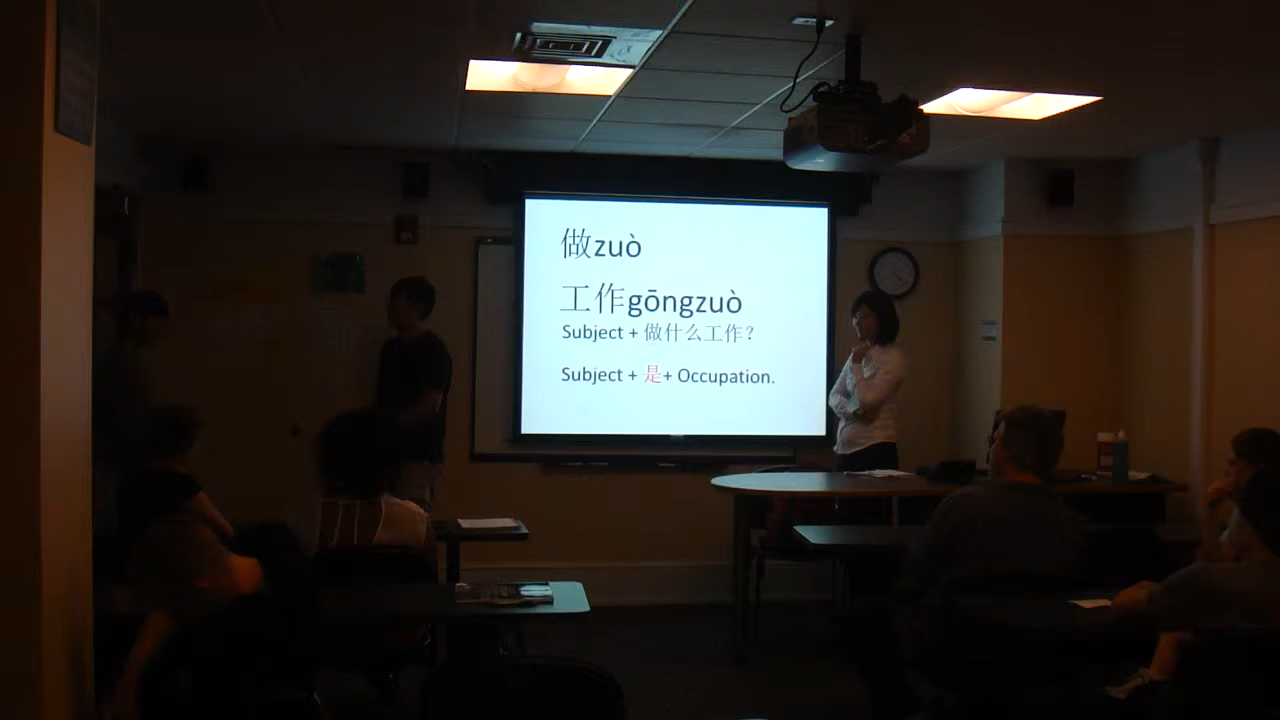 做zuò
工作gōngzuò
Subject + 做什么工作?
Subject + 是+ Occupation.